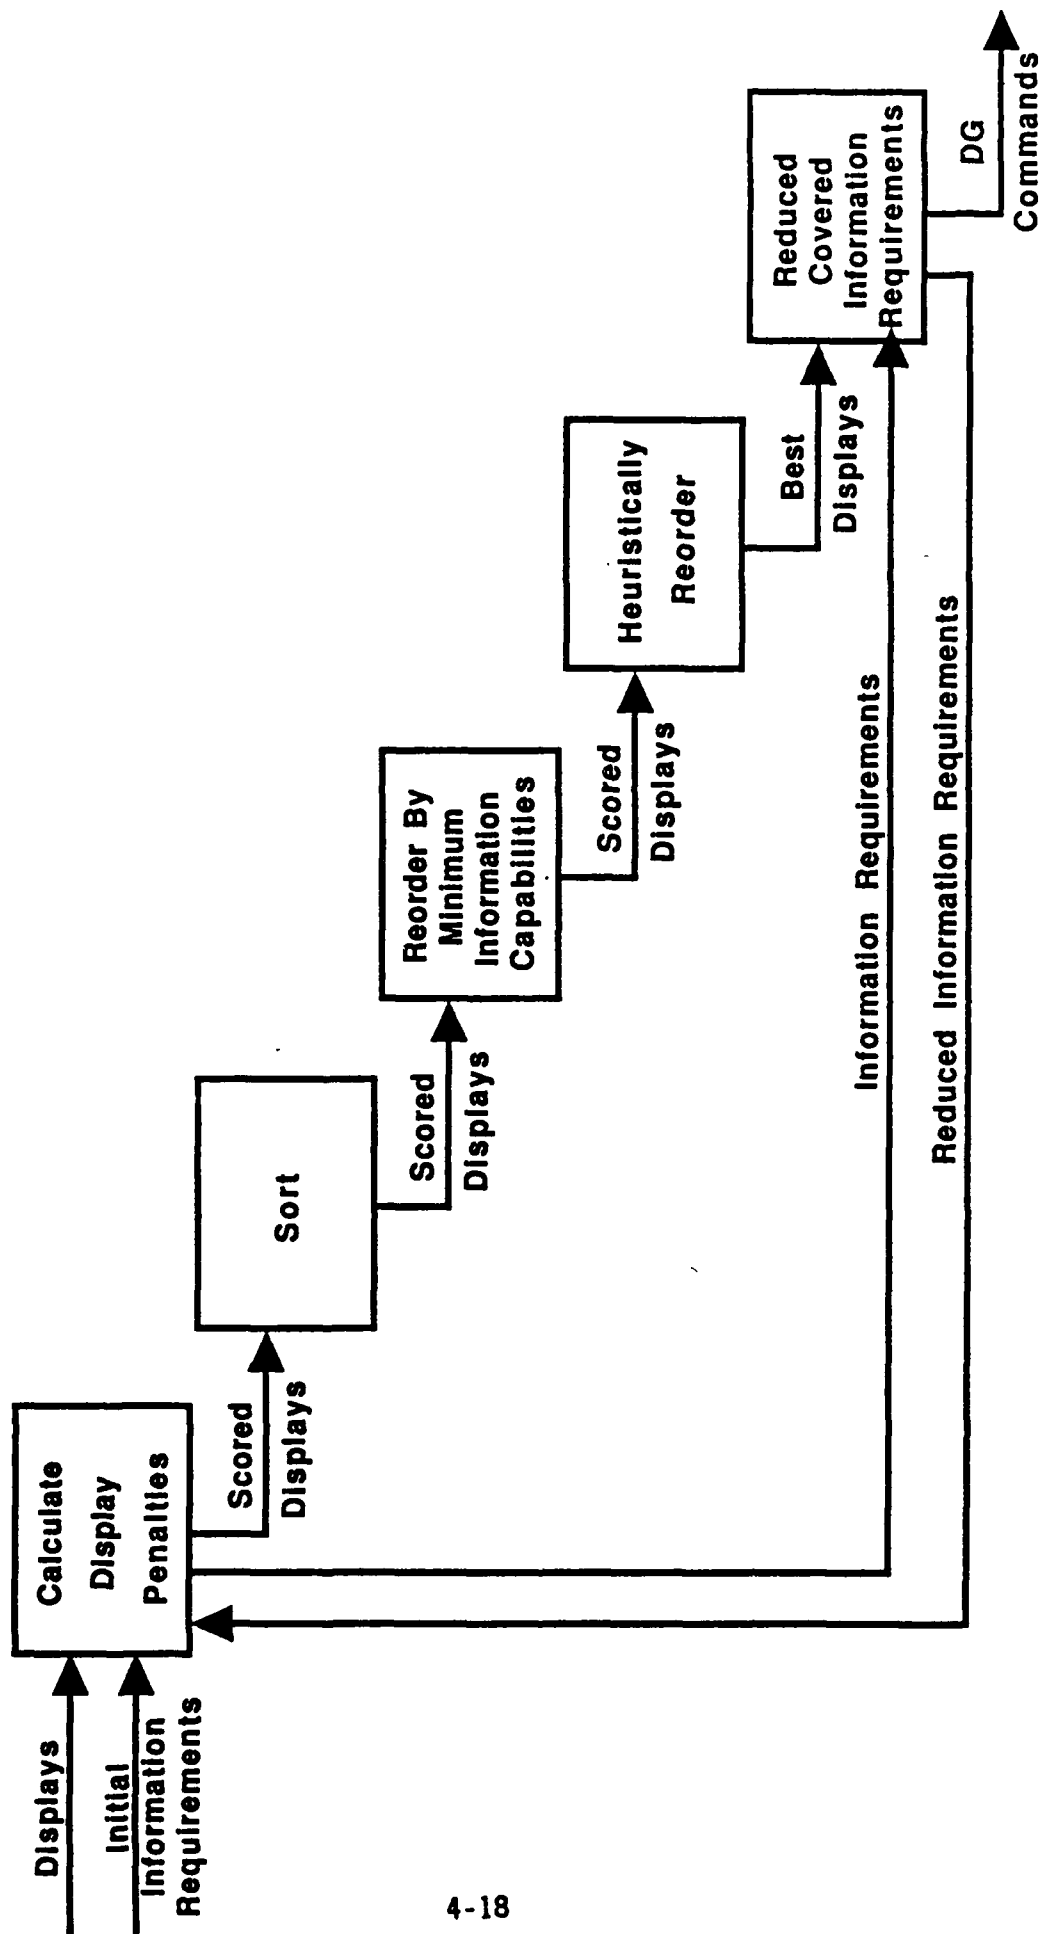 Displays
Initial
Information
Requirements
Calculate
Display
Penalties
Scored
Displays
Sort
Scored
Displays
Reorder By
Minimum
Information
Capabilities
Scored
Displays
Heuristically
Reorder
Best
Displays
Reduced
Covered
Information
Requirements
DG
Commands
Information Requirements
Reduced Information Requirements
4-18